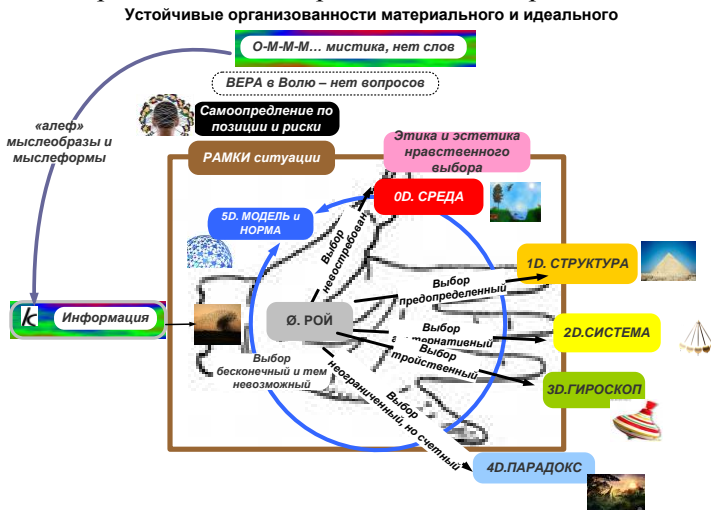 Устойчивые организованности материального и идеального
О-М-М-М... мистика, нет слов
ВЕРА в Волю – нет вопросов
Самоопредление по
позиции и риски
«алеф»
мыслеобразы и
мыслеформы
Этика и эстетика
нравственного
выбора
РАМКИ ситуации
0D. СРЕДА
5D. МОДЕЛЬ и
НОРМА
Выбор
невостребован
1D. СТРУКТУРА
Выбор
предопределенный
k
Информация
Ø. РОЙ
Выбор
2D.СИСТЕМА
Выбор
тройственный
Выбор
бесконечный и тем
невозможный
3D.ГИРОСКОП
Выбор
неограниченный, но счетный
4D.ПАРАДОКС